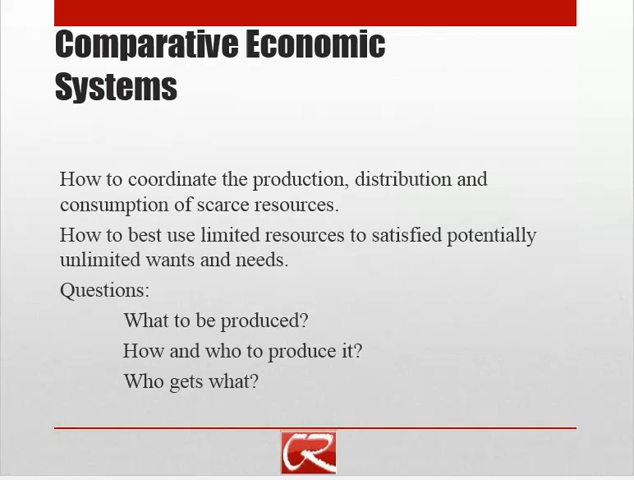 Comparative Economic
Systems
How to coordinate the production, distribution and
consumption of scarce resources.
How to best use limited resources to satisfied potentially
unlimited wants and needs.
Questions:
What to be produced?
How and who to produce it?
Who gets what?
CR